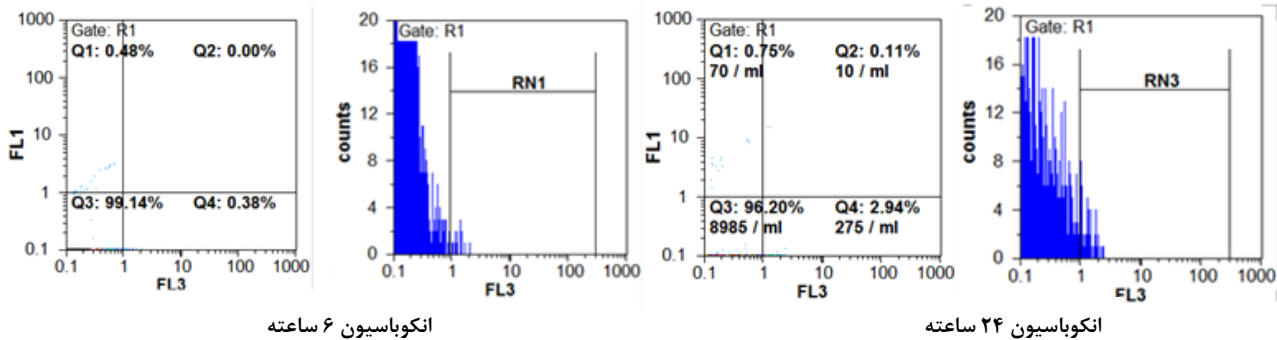 1000
100
10
1
0.1
FL1
Gate: R1
Q1: 0.48% Q2: 0.00%
Q3: 99.14% Q4: 0.38%
0.1 1 10 100 1000
FL3
20
16
12
8
4
0
counts
Gate: R1
RN1
0.1 1 10 100 1000
FL3
انکوباسیون ۶ ساعته
1000
100
10
1
0.1
FL1
Gate: R1
Q1: 0.75% Q2: 0.11%
70 / ml 10 / ml
Q3: 96.20% Q4: 2.94%
8985 / ml 275 / ml
0.1 1 10 100 1000
FL3
20
16
12
8
4
0
counts
Gate: R1
RN3
0.1 1 10 100 1000
FL3
انکوباسیون ۲۴ ساعته